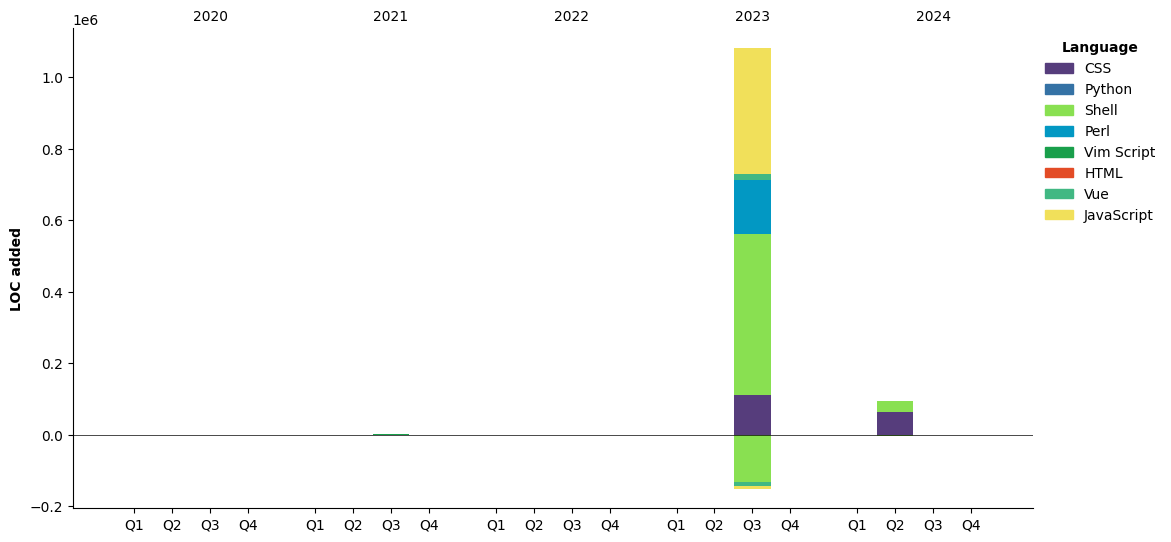 1e6
2020 2021 2022 2023 2024
Language
CSS
Python
Shell
Perl
Vim Script
HTML
Vue
JavaScript
LOC added
1.0
0.8
0.6
0.4
0.2
0.0
−0.2
Q1 Q2 Q3 Q4 Q1 Q2 Q3 Q4 Q1 Q2 Q3 Q4 Q1 Q2 Q3 Q4 Q1 Q2 Q3 Q4